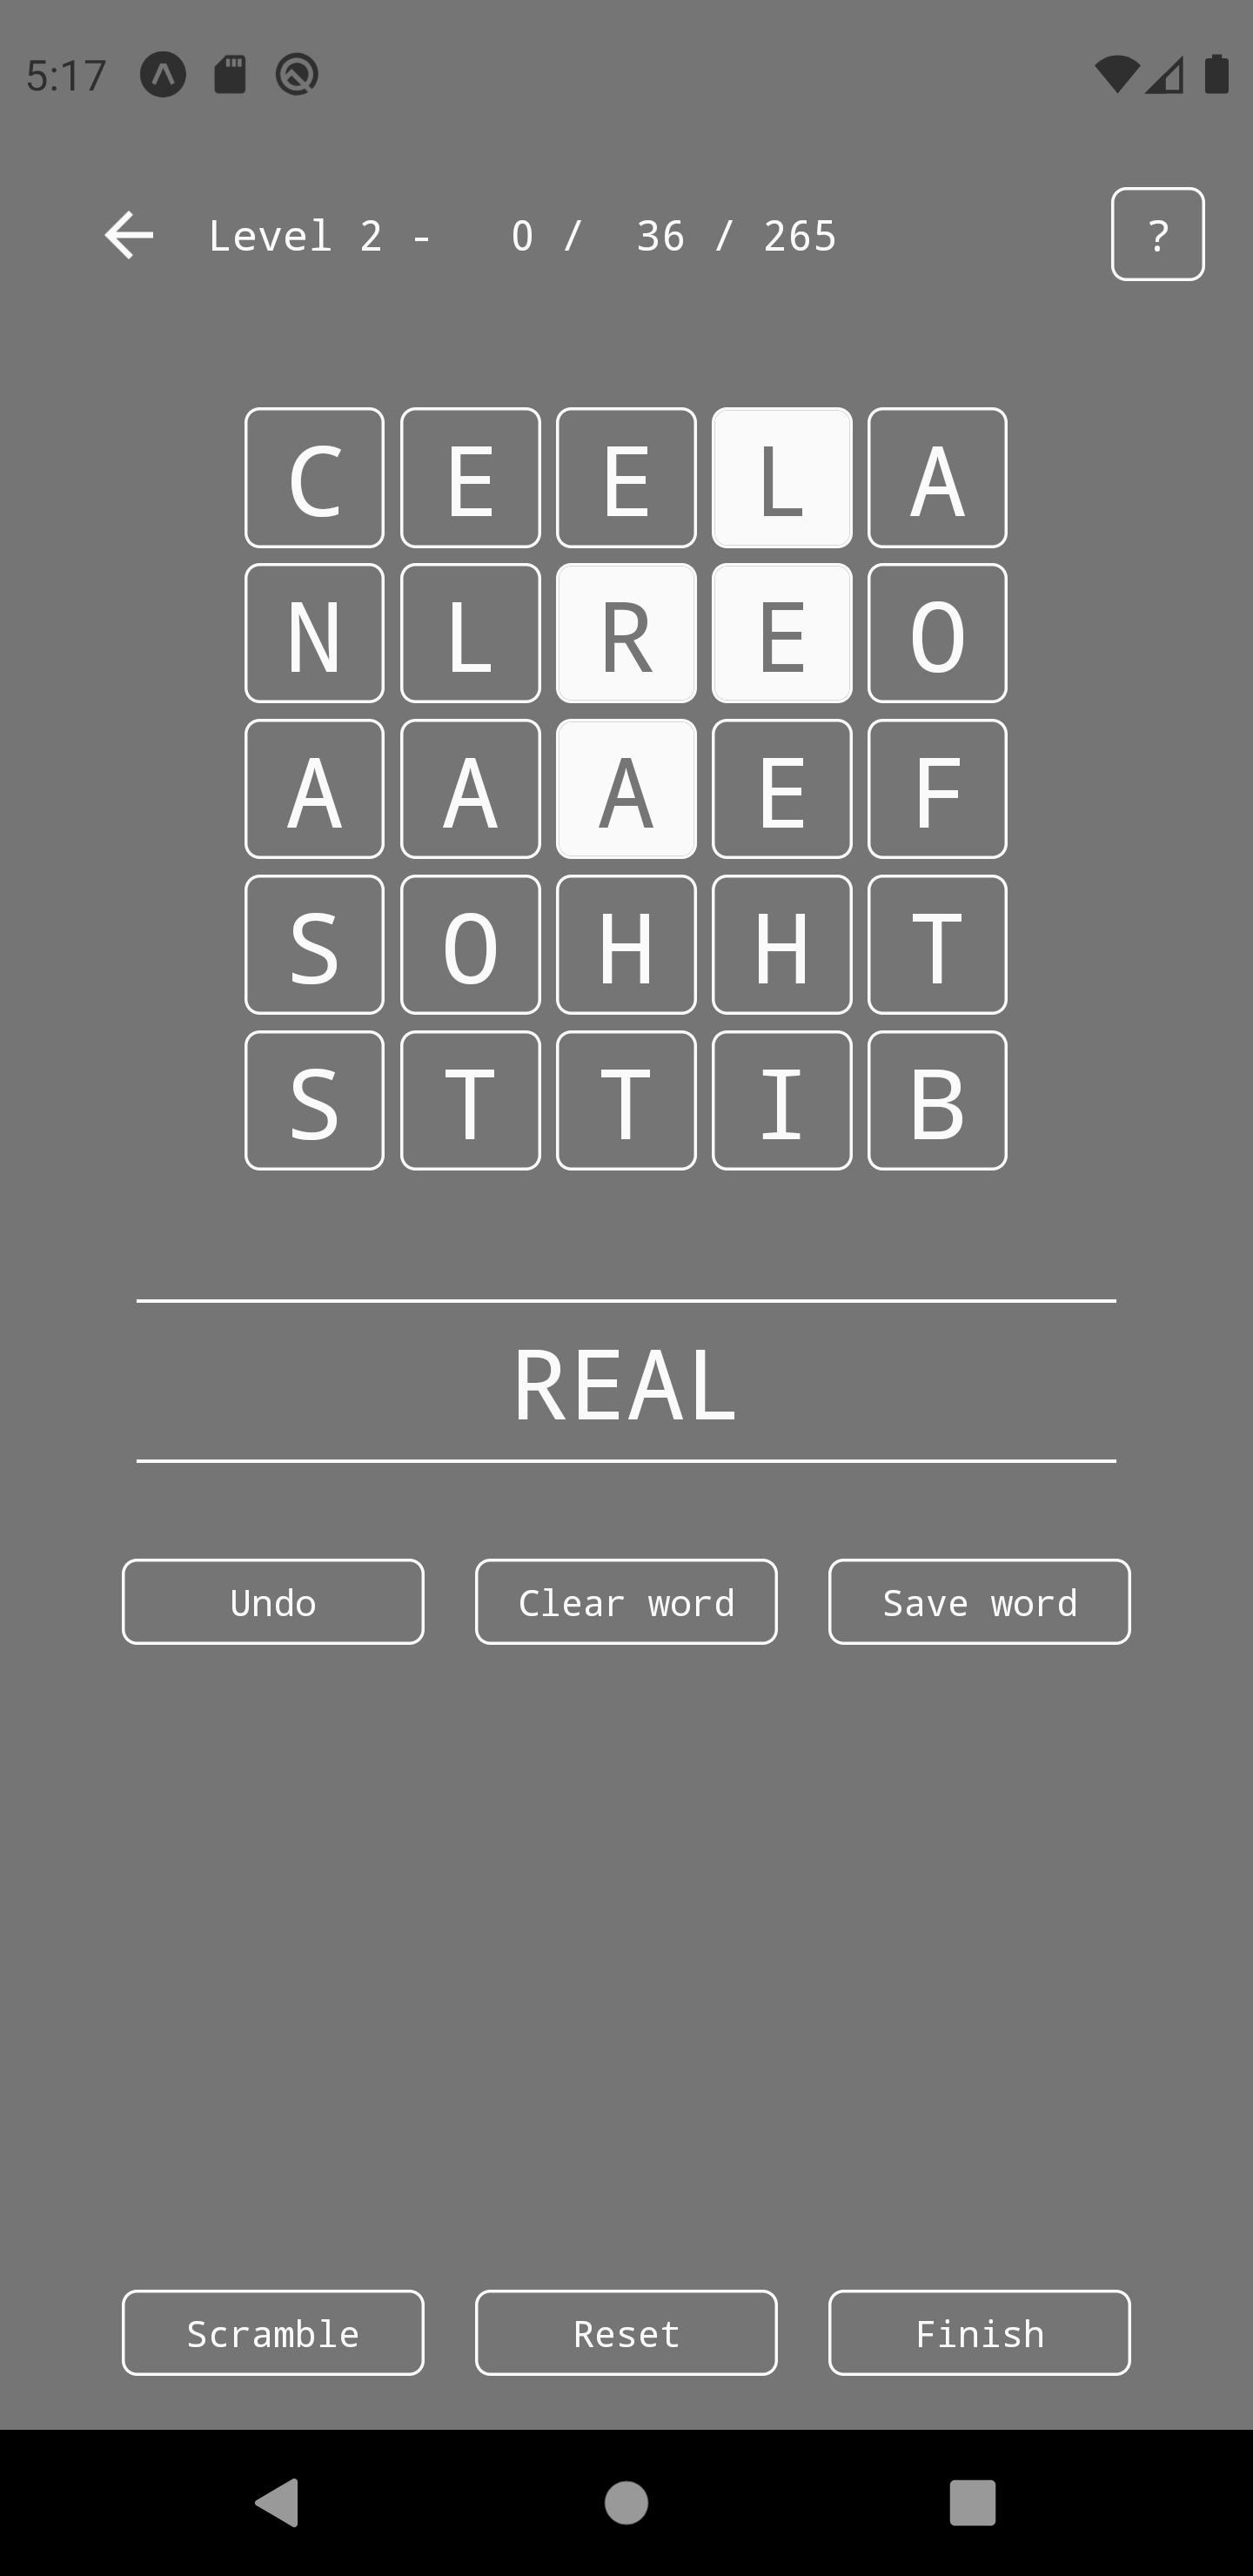 5:17
Level 2 - 0 / 36 / 265 ?
C E E L A
N L R E O
A A A E F
S O H H T
S T T I B
REAL
Undo Clear word Save word
Scramble Reset Finish